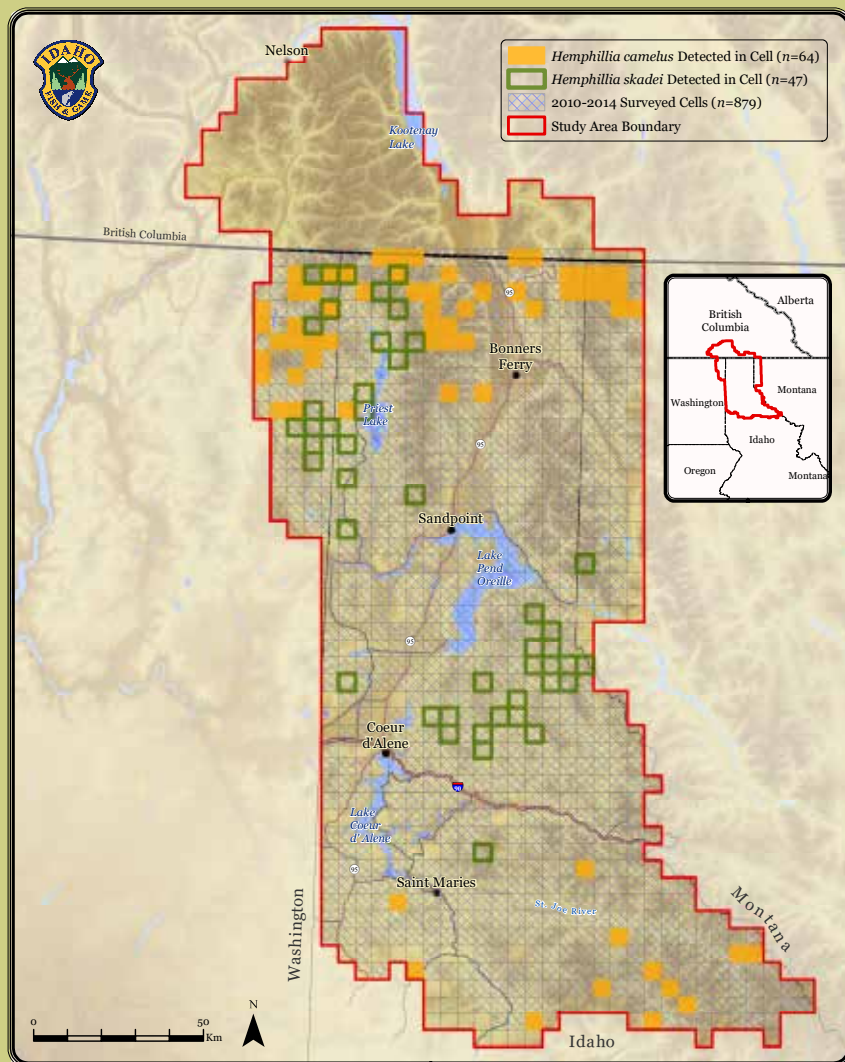 IDAHO
FISH & GAME
Nelson
Hemphillia camelus Detected in Cell (n=64)
Hemphillia skadei Detected in Cell (n=47)
2010-2014 Surveyed Cells (n=879)
Study Area Boundary
Kootenay
Lake
British Columbia
95
Bonners
Ferry
Priest
Lake
95
Sandpoint
Lake
Pend
Oreille
95
Coeur
d'Alene
90
Lake
Coeur
d'Alene
95
Saint Maries
St. Joe River
Washington
Montana
Idaho
Alberta
British
Columbia
Washington
Montana
Idaho
Oregon
Montana
0 50
Km
N